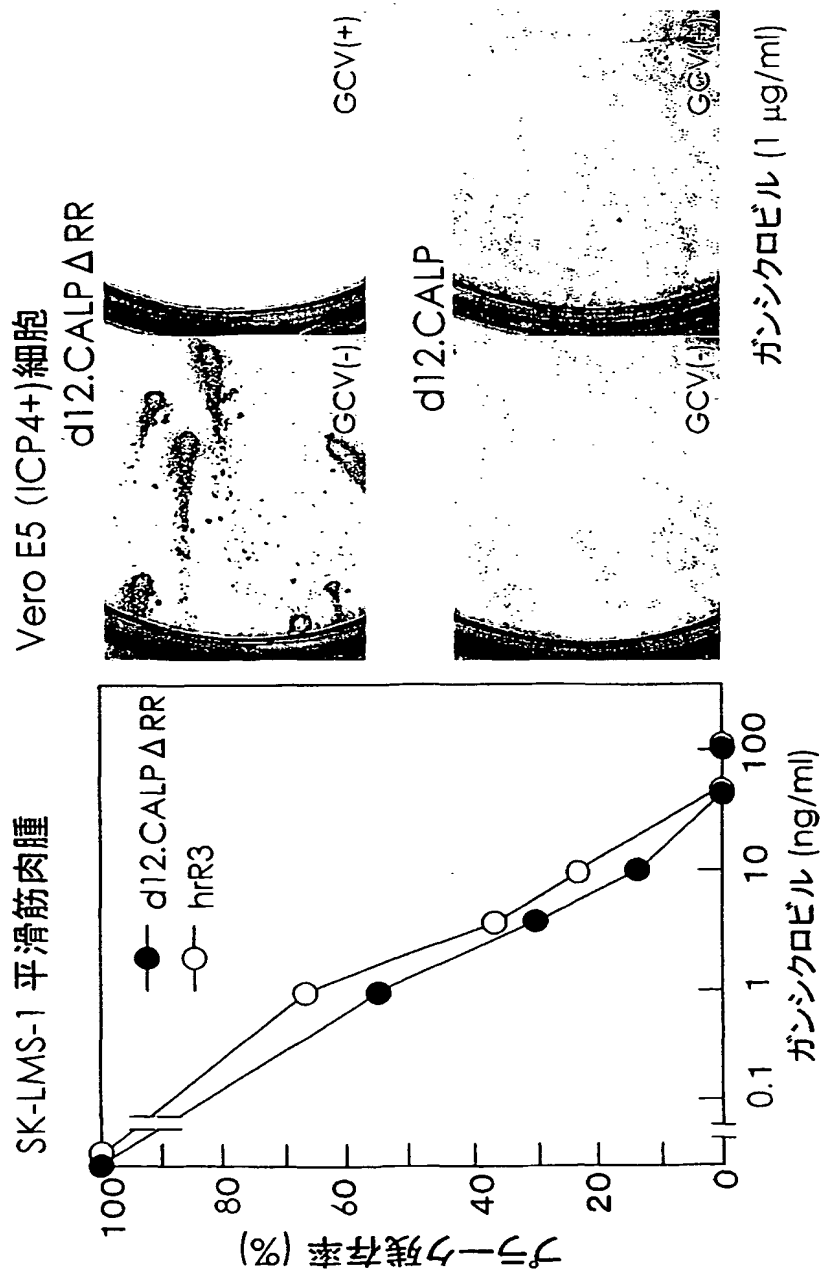 SK-LMS-1 平滑筋肉腫
d12.CALPΔRR
hrR3
プラーク残存率 (%)
100
80
60
40
20
0
0.1
1
10
100
ガンシクロビル (ng/ml)
Vero E5 (ICP4+)細胞
d12.CALPΔRR
GCV(-)
GCV(+)
d12.CALP
GCV(-)
GCV(+)
ガンシクロビル (1 μg/ml)